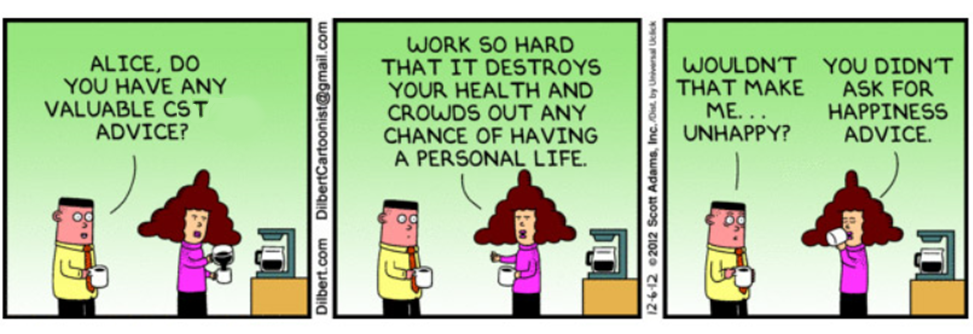 ALICE, DO
YOU HAVE ANY
VALUABLE CST
ADVICE?
Dilbert.com DilbertCartoonist@gmail.com
WORK SO HARD
THAT IT DESTROYS
YOUR HEALTH AND
CROWDS OUT ANY
CHANCE OF HAVING
A PERSONAL LIFE.
12-6-12 ©2012 Scott Adams, Inc. /Dist. by Universal Uclick
WOULDN'T
THAT MAKE
ME. . .
UNHAPPY?
YOU DIDN'T
ASK FOR
HAPPINESS
ADVICE.